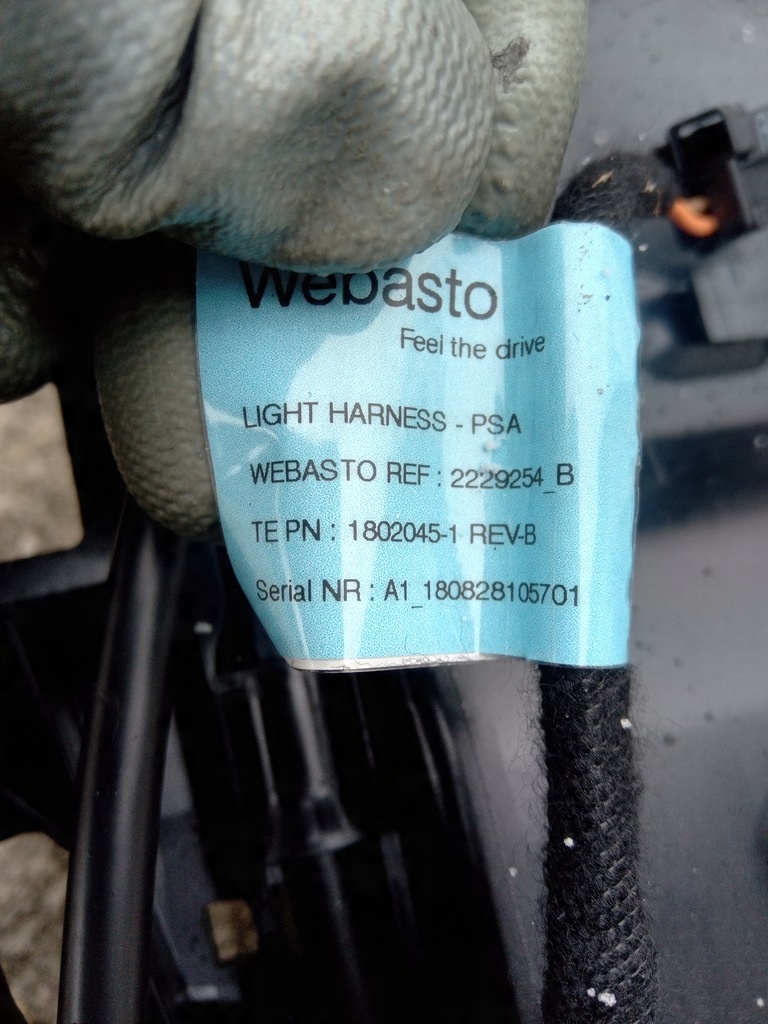 Webasto
Feel the drive
LIGHT HARNESS - PSA
WEBASTO REF : 2229254_B
TE PN : 1802045-1 REV-B
Serial NR : A1_180828105701